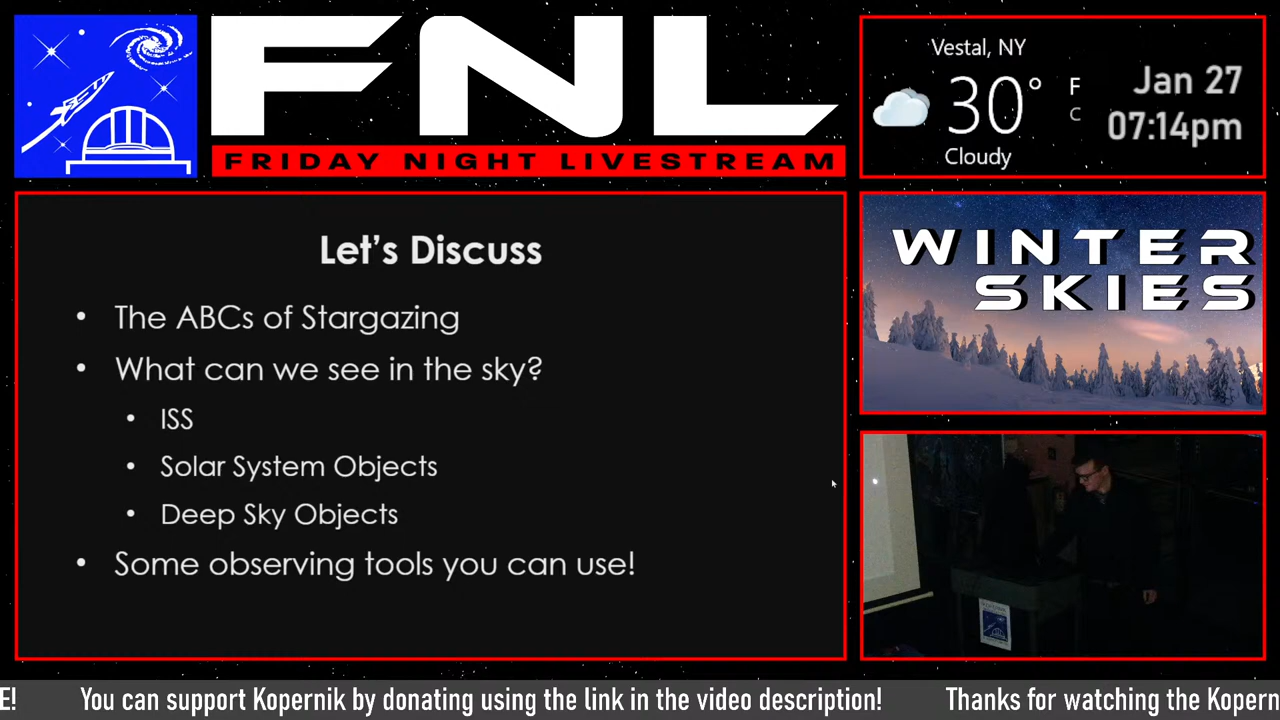 FNL
FRIDAY NIGHT LIVESTREAM
Vestal, NY
30° F
C
Cloudy
Jan 27
07:14pm
Let's Discuss
• The ABCs of Stargazing
• What can we see in the sky?
• ISS
• Solar System Objects
• Deep Sky Objects
• Some observing tools you can use!
WINTER
SKIES
E! You can support Kopernik by donating using the link in the video description! Thanks for watching the Kopern